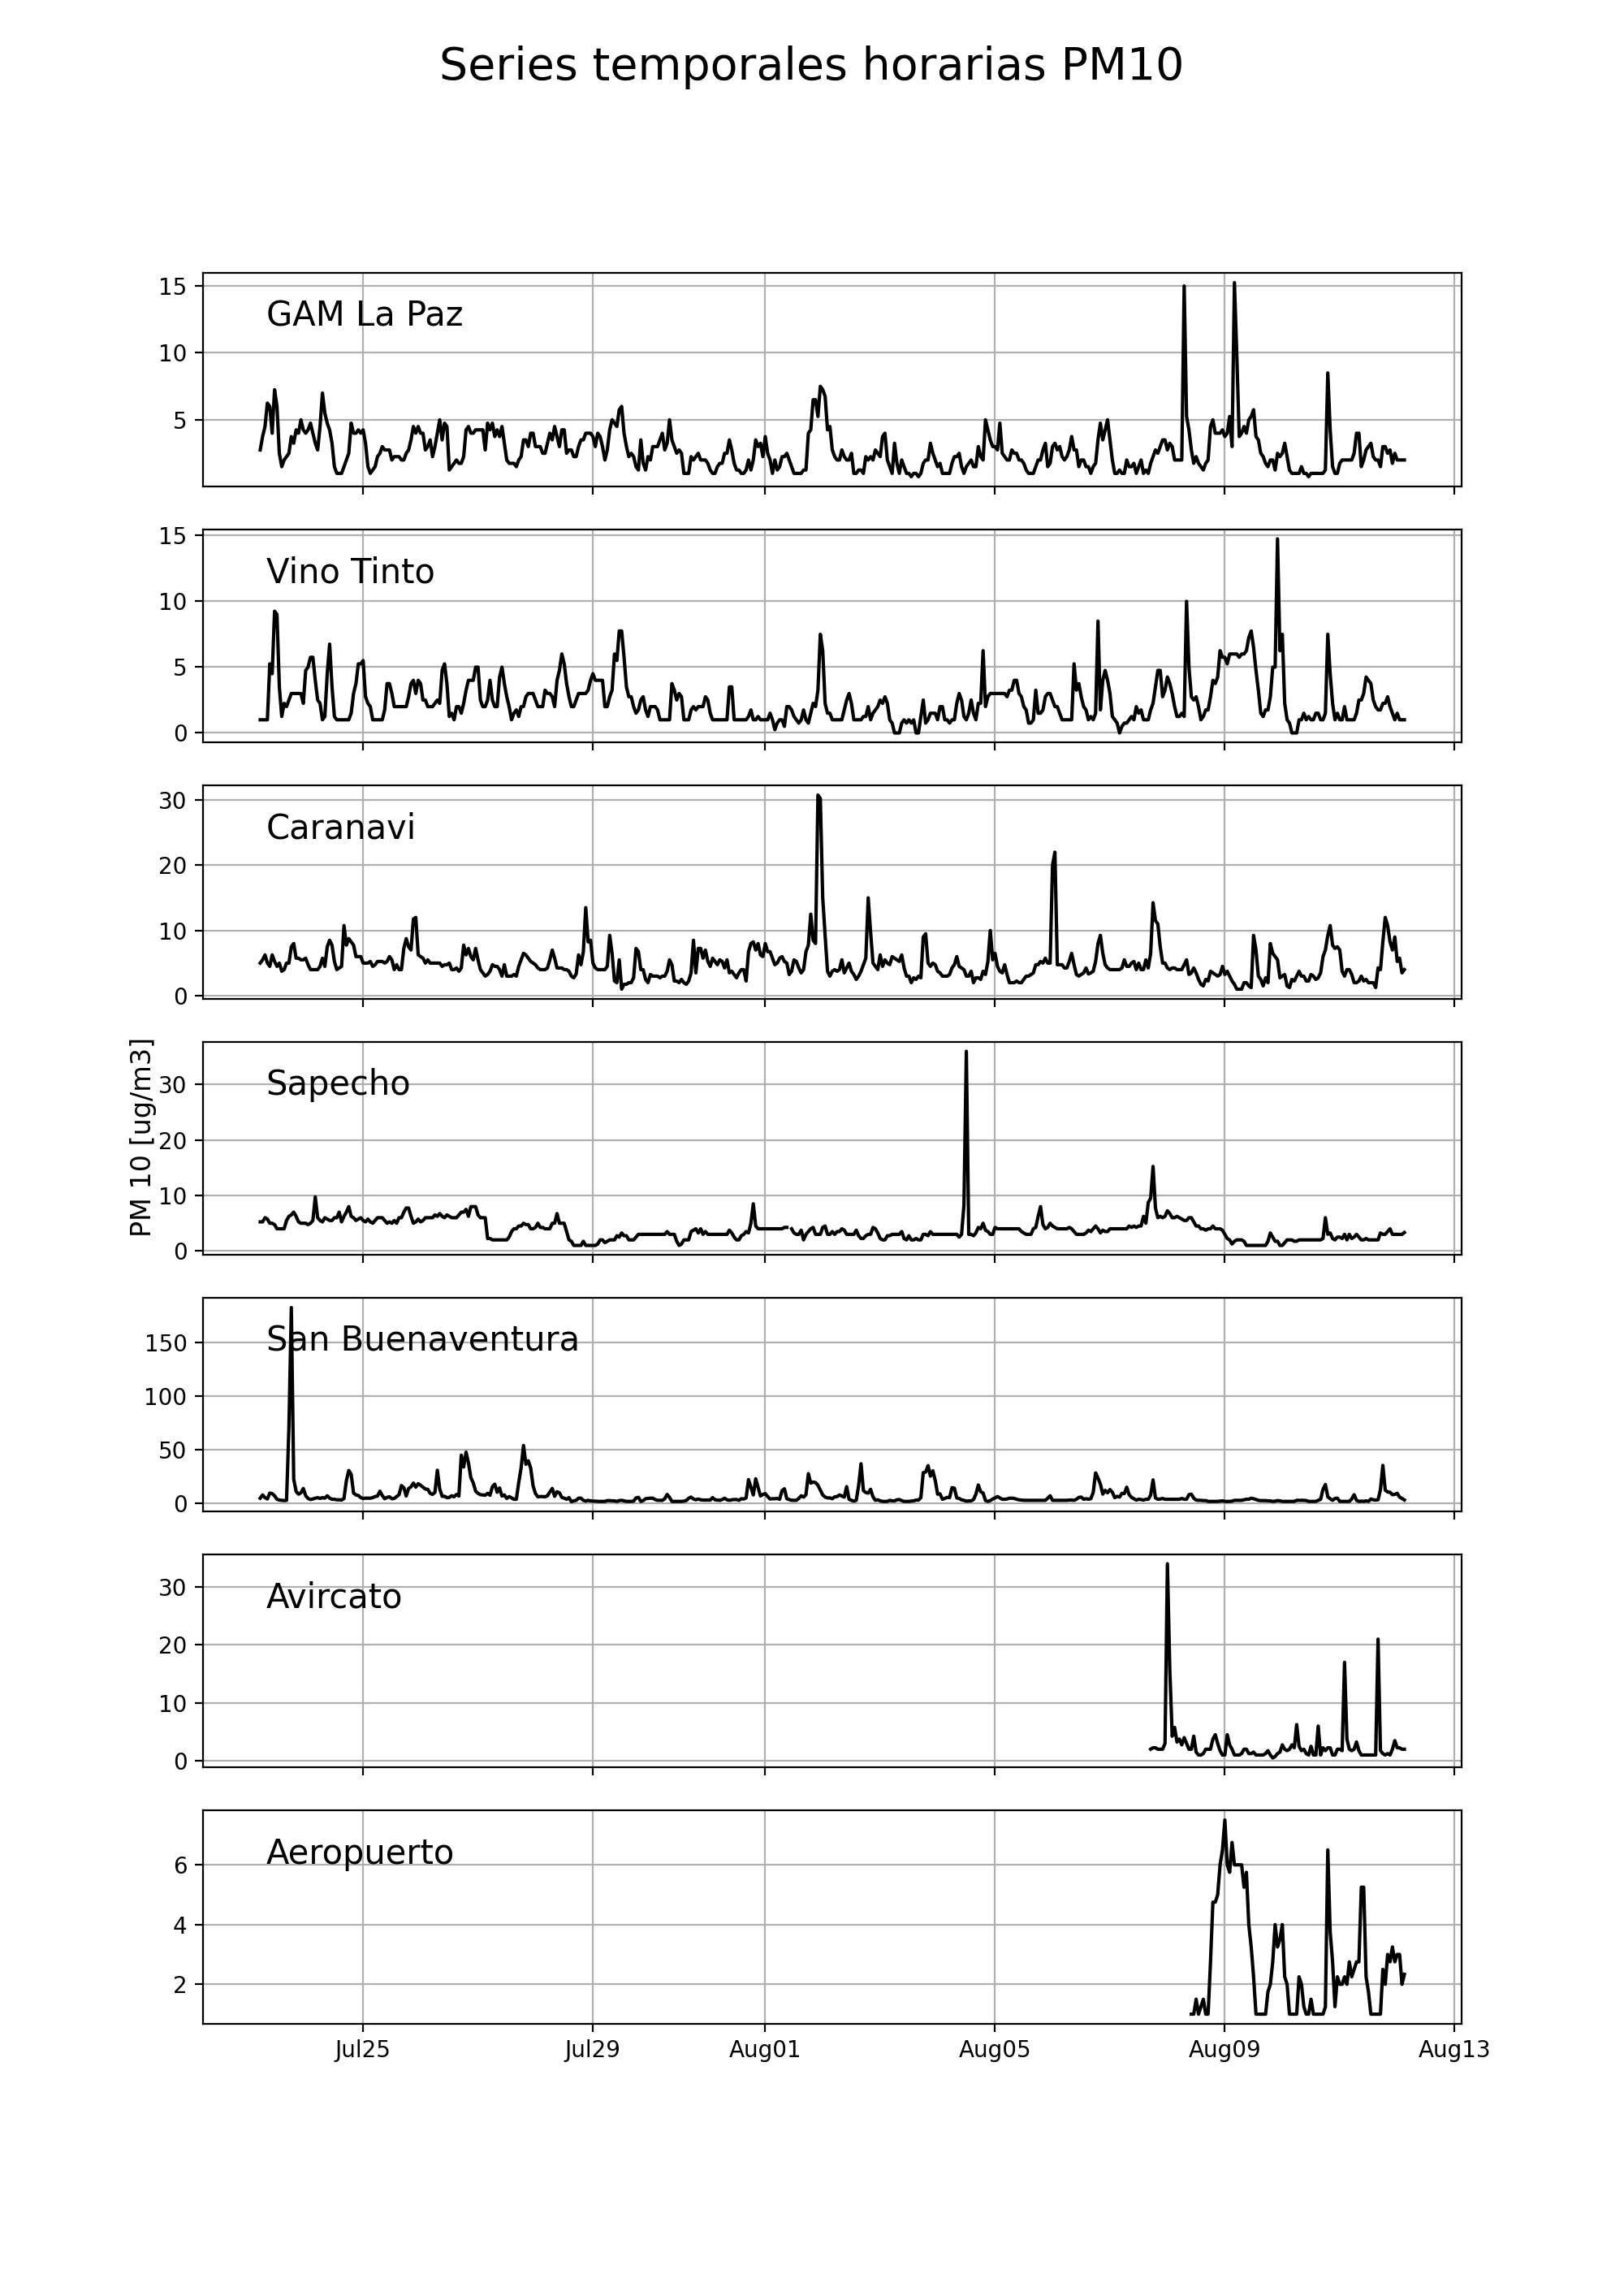 Series temporales horarias PM10
15
GAM La Paz
10
5
15
Vino Tinto
10
5
0
30
Caranavi
20
10
0
PM 10 [ug/m3]
Sapecho
30
20
10
0
San Buenaventura
150
100
50
0
30
Avircato
20
10
0
Aeropuerto
6
4
2
Jul25 Jul29 Aug01 Aug05 Aug09 Aug13